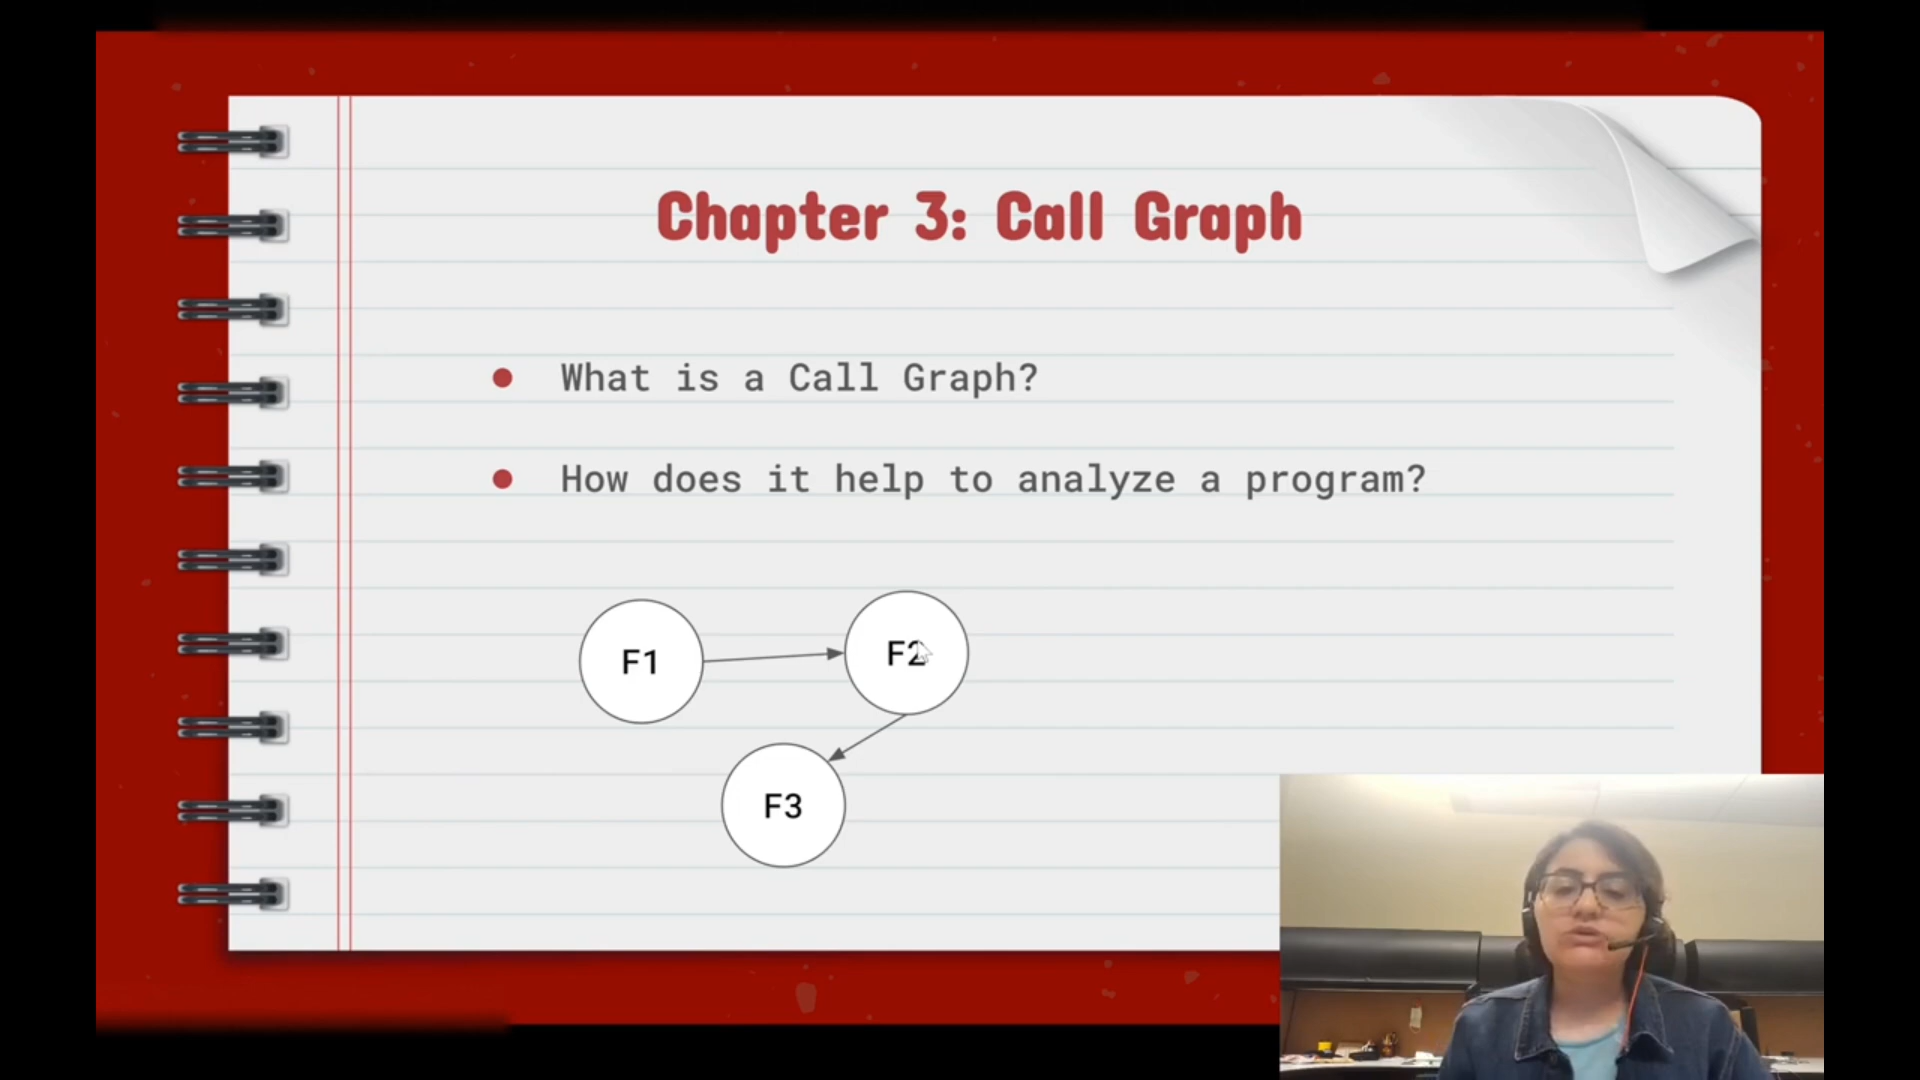 Chapter 3: Call Graph
What is a Call Graph?
How does it help to analyze a program?
F1
F2
F3